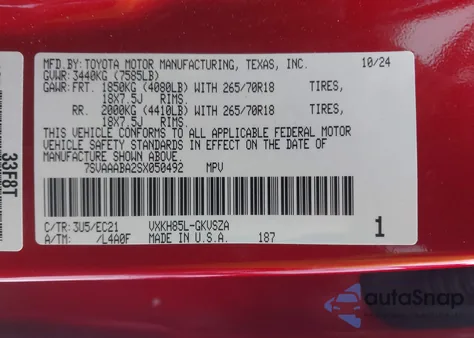 MFD.BY:TOYOTA MOTOR MANUFACTURING, TEXAS, INC. 10/24
GVWR: 3440KG (7585LB)
GAWR:FRT. 1850KG (4080LB) WITH 265/70R18 TIRES,
18X7.5J RIMS.
RR. 2000KG (4410LB) WITH 265/70R18 TIRES,
18X7.5J RIMS.
THIS VEHICLE CONFORMS TO ALL APPLICABLE FEDERAL MOTOR
VEHICLE SAFETY STANDARDS IN EFFECT ON THE DATE OF
MANUFACTURE SHOWN ABOVE.
7SVAAABA2SX050492 MPV
C/TR:3U5/EC21 VXKH85L-GKVSZA
A/TM: /L4A0F MADE IN U.S.A. 187 1
33F8T
autoSnap